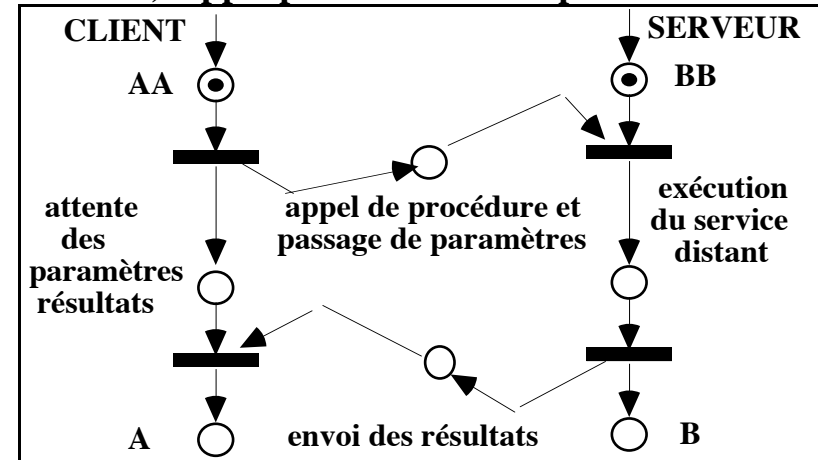 CLIENT
SERVEUR
AA
BB
attente
des
paramètres
résultats
appel de procédure et
passage de paramètres
exécution
du service
distant
A
envoi des résultats
B